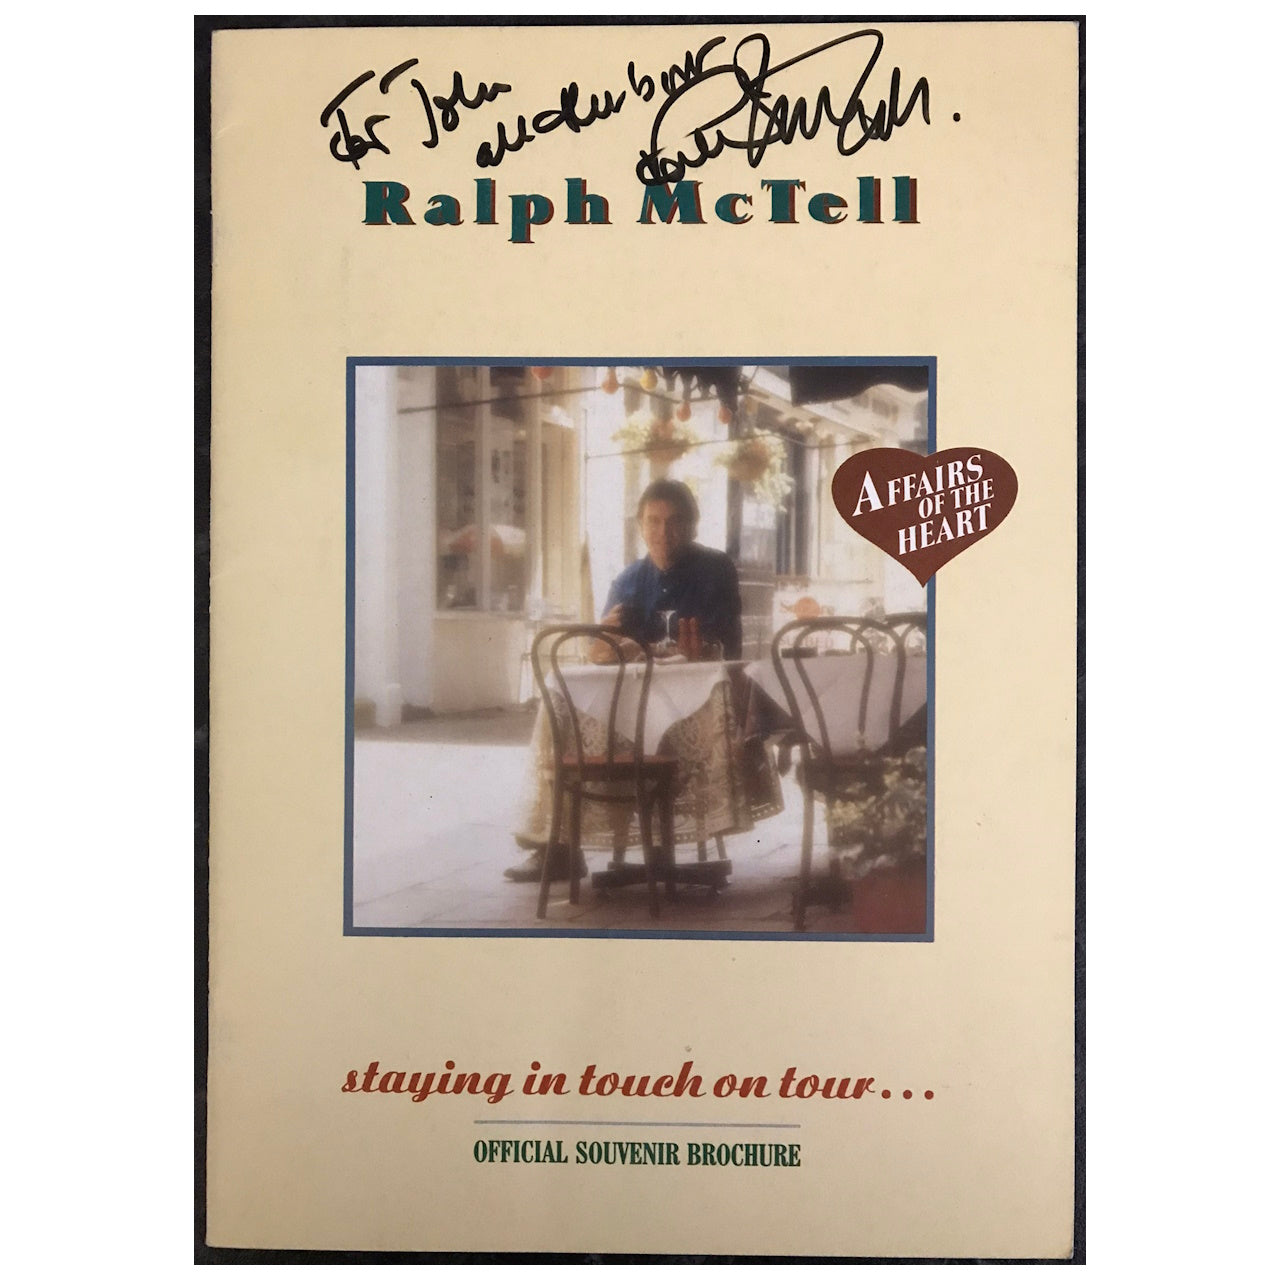 For John
all the best
Ralph McTell
AFFAIRS
OF THE
HEART
staying in touch on tour...
OFFICIAL SOUVENIR BROCHURE